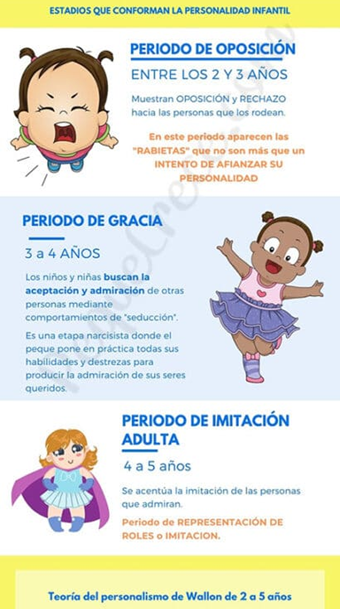 ESTADIOS QUE CONFORMAN LA PERSONALIDAD INFANTIL
PERIODO DE OPOSICIÓN
ENTRE LOS 2 Y 3 AÑOS
Muestran OPOSICIÓN y RECHAZO
hacia las personas que los rodean.
En este periodo aparecen las
"RABIETAS" que no son más que un
INTENTO DE AFIANZAR SU
PERSONALIDAD
PERIODO DE GRACIA
3 a 4 AÑOS
Los niños y niñas buscan la
aceptación y admiración de otras
personas mediante
comportamientos de "seducción".
Es una etapa narcisista donde el
peque pone en práctica todas sus
habilidades y destrezas para
producir la admiración de sus seres
queridos.
PERIODO DE IMITACIÓN
ADULTA
4 a 5 años
Se acentúa la imitación de las personas
que admiran.
Periodo de REPRESENTACIÓN DE
ROLES o IMITACION.
Teoría del personalismo de Wallon de 2 a 5 años